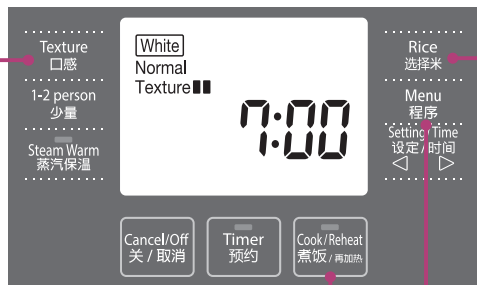 Texture
口感
1-2 person
少量
Steam Warm
蒸汽保温
White
Normal
Texture
7:00
Rice
选择米
Menu
程序
Setting/Time
设定/时间
Cancel/Off
关/取消
Timer
预约
Cook/Reheat
煮饭/再加热